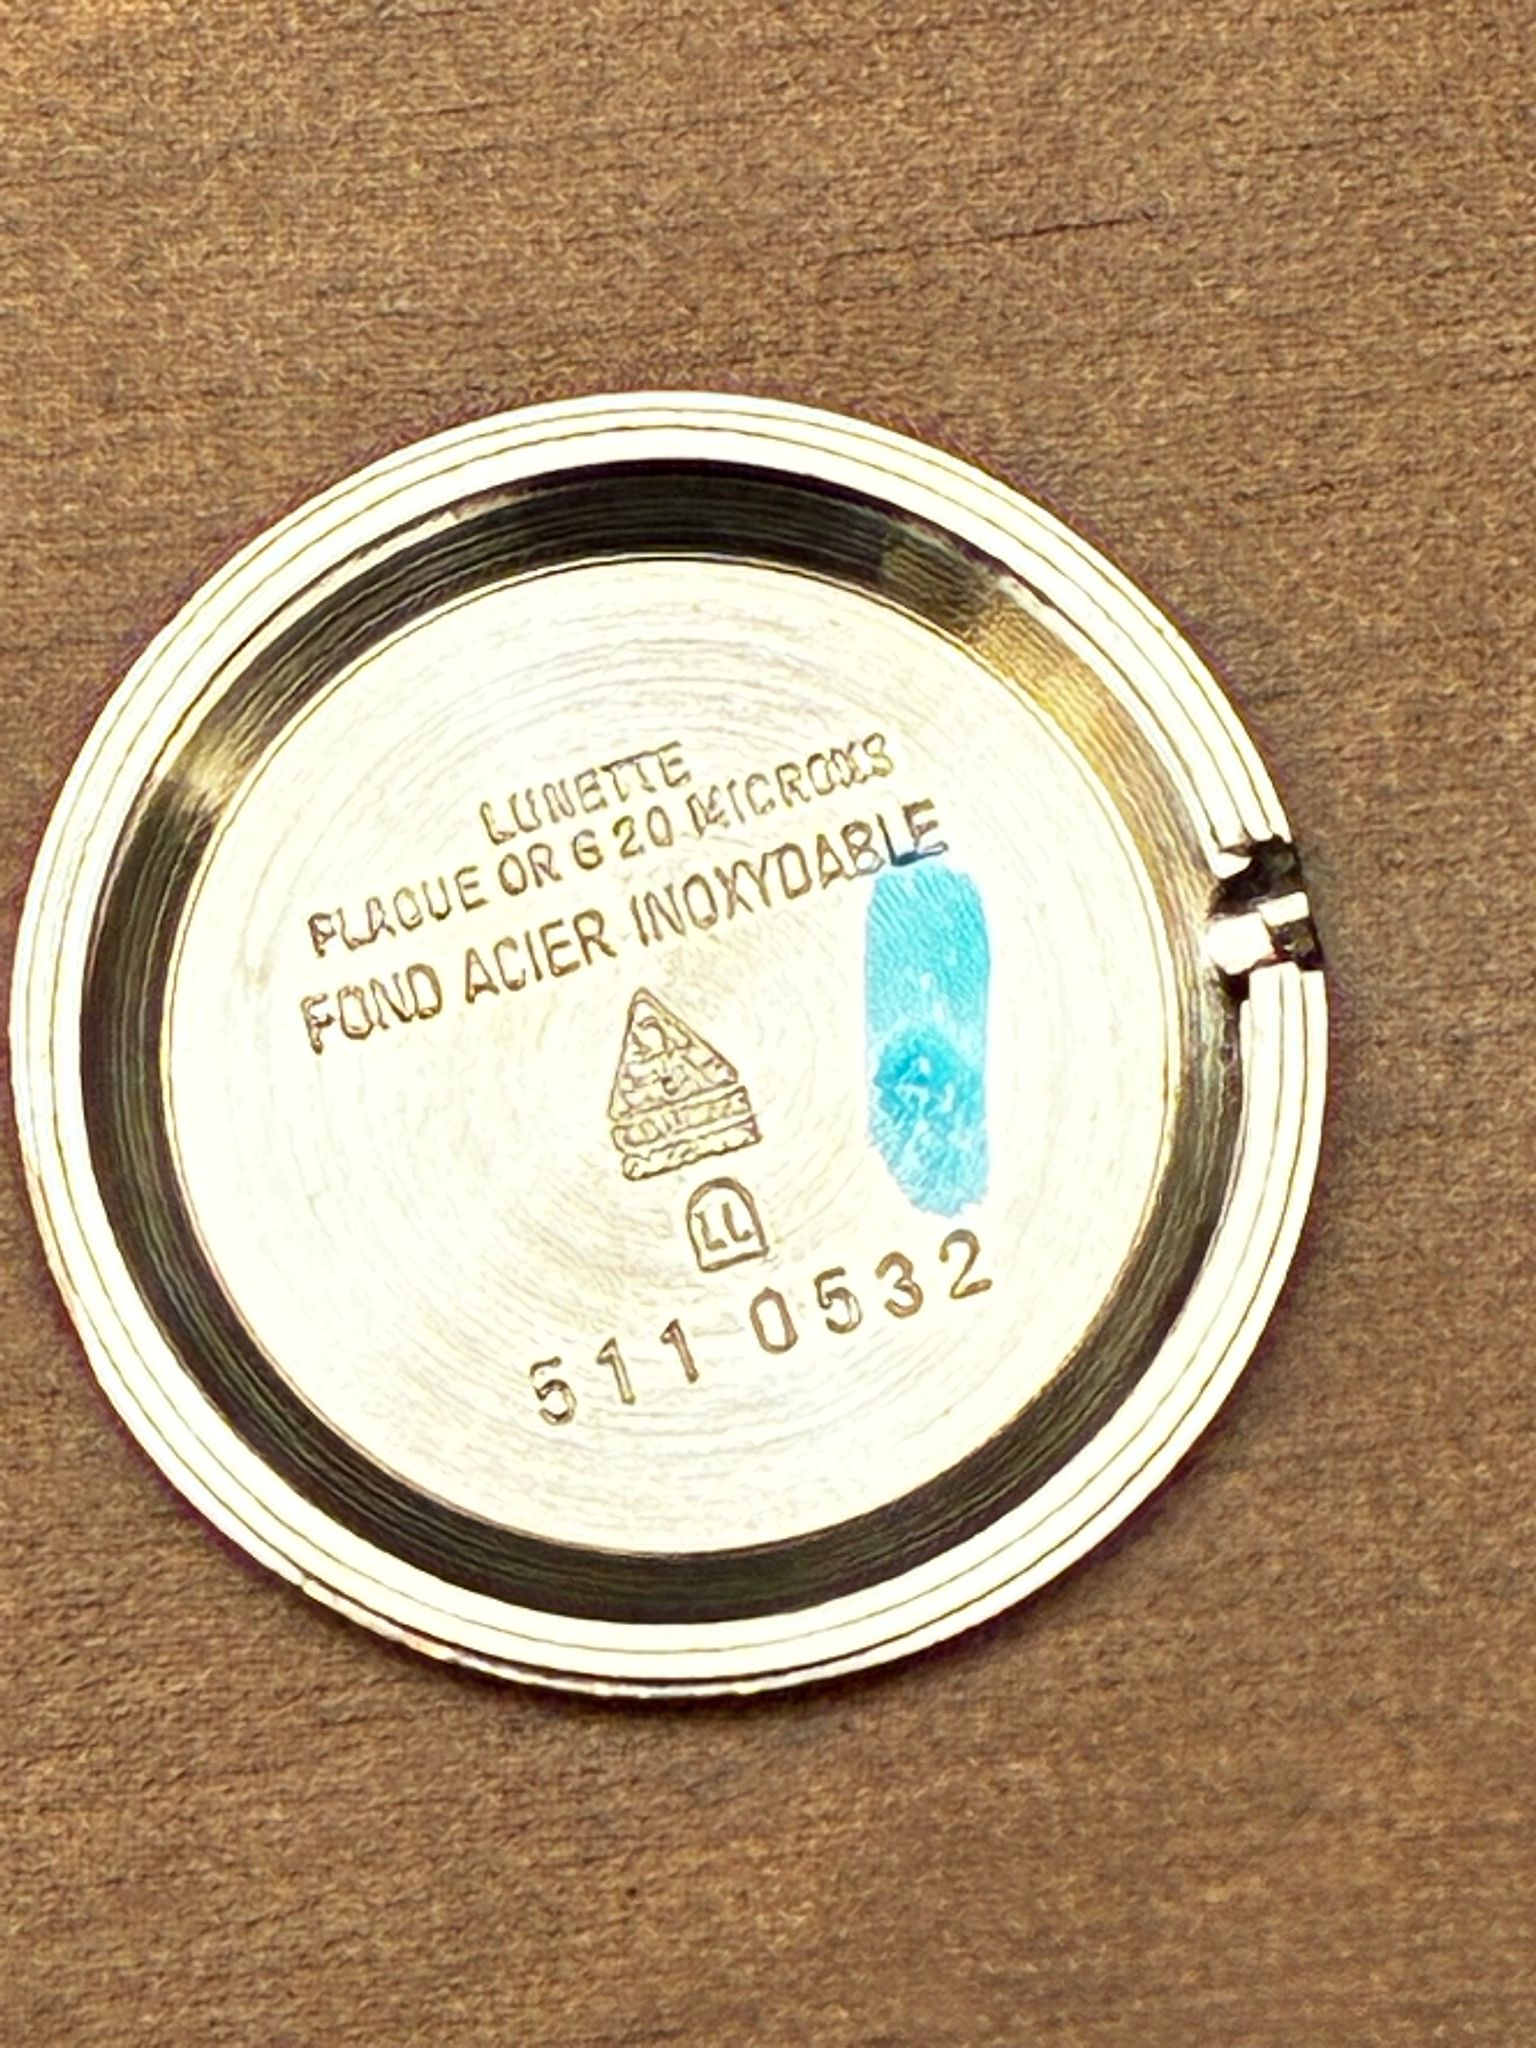 LUNETTE
PLAQUE OR G 20 MICRONS
FOND ACIER INOXYDABLE
511 0532